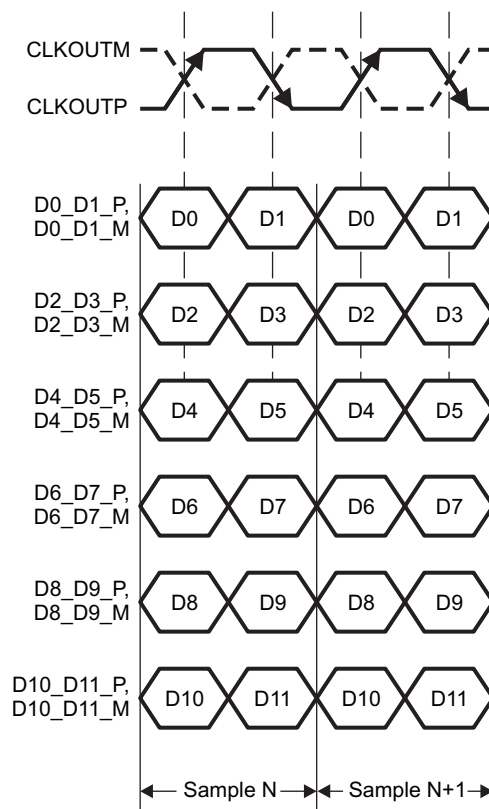 CLKOUTM
CLKOUTP
D0_D1_P,
D0_D1_M
D0 D1 D0 D1
D2_D3_P,
D2_D3_M
D2 D3 D2 D3
D4_D5_P,
D4_D5_M
D4 D5 D4 D5
D6_D7_P,
D6_D7_M
D6 D7 D6 D7
D8_D9_P,
D8_D9_M
D8 D9 D8 D9
D10_D11_P,
D10_D11_M
D10 D11 D10 D11
Sample N Sample N+1